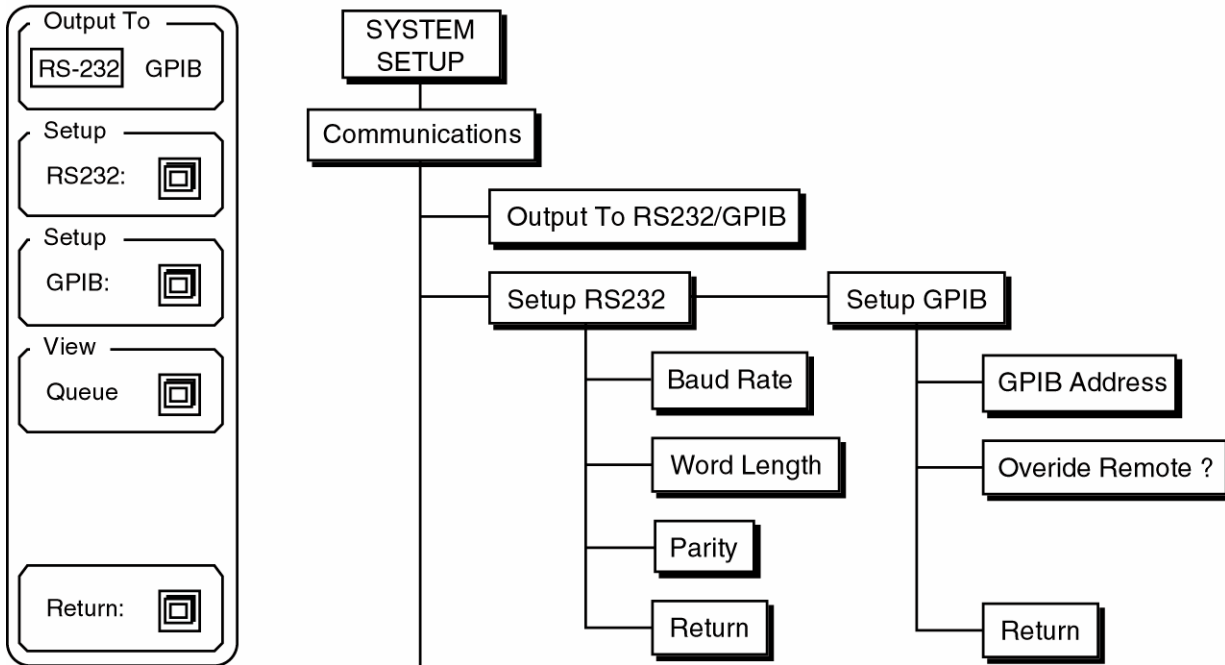 Output To
RS-232 GPIB
Setup
RS232:
Setup
GPIB:
View
Queue
Return:
SYSTEM
SETUP
Communications
Output To RS232/GPIB
Setup RS232
Setup GPIB
Baud Rate
Word Length
Parity
Return
GPIB Address
Overide Remote ?
Return